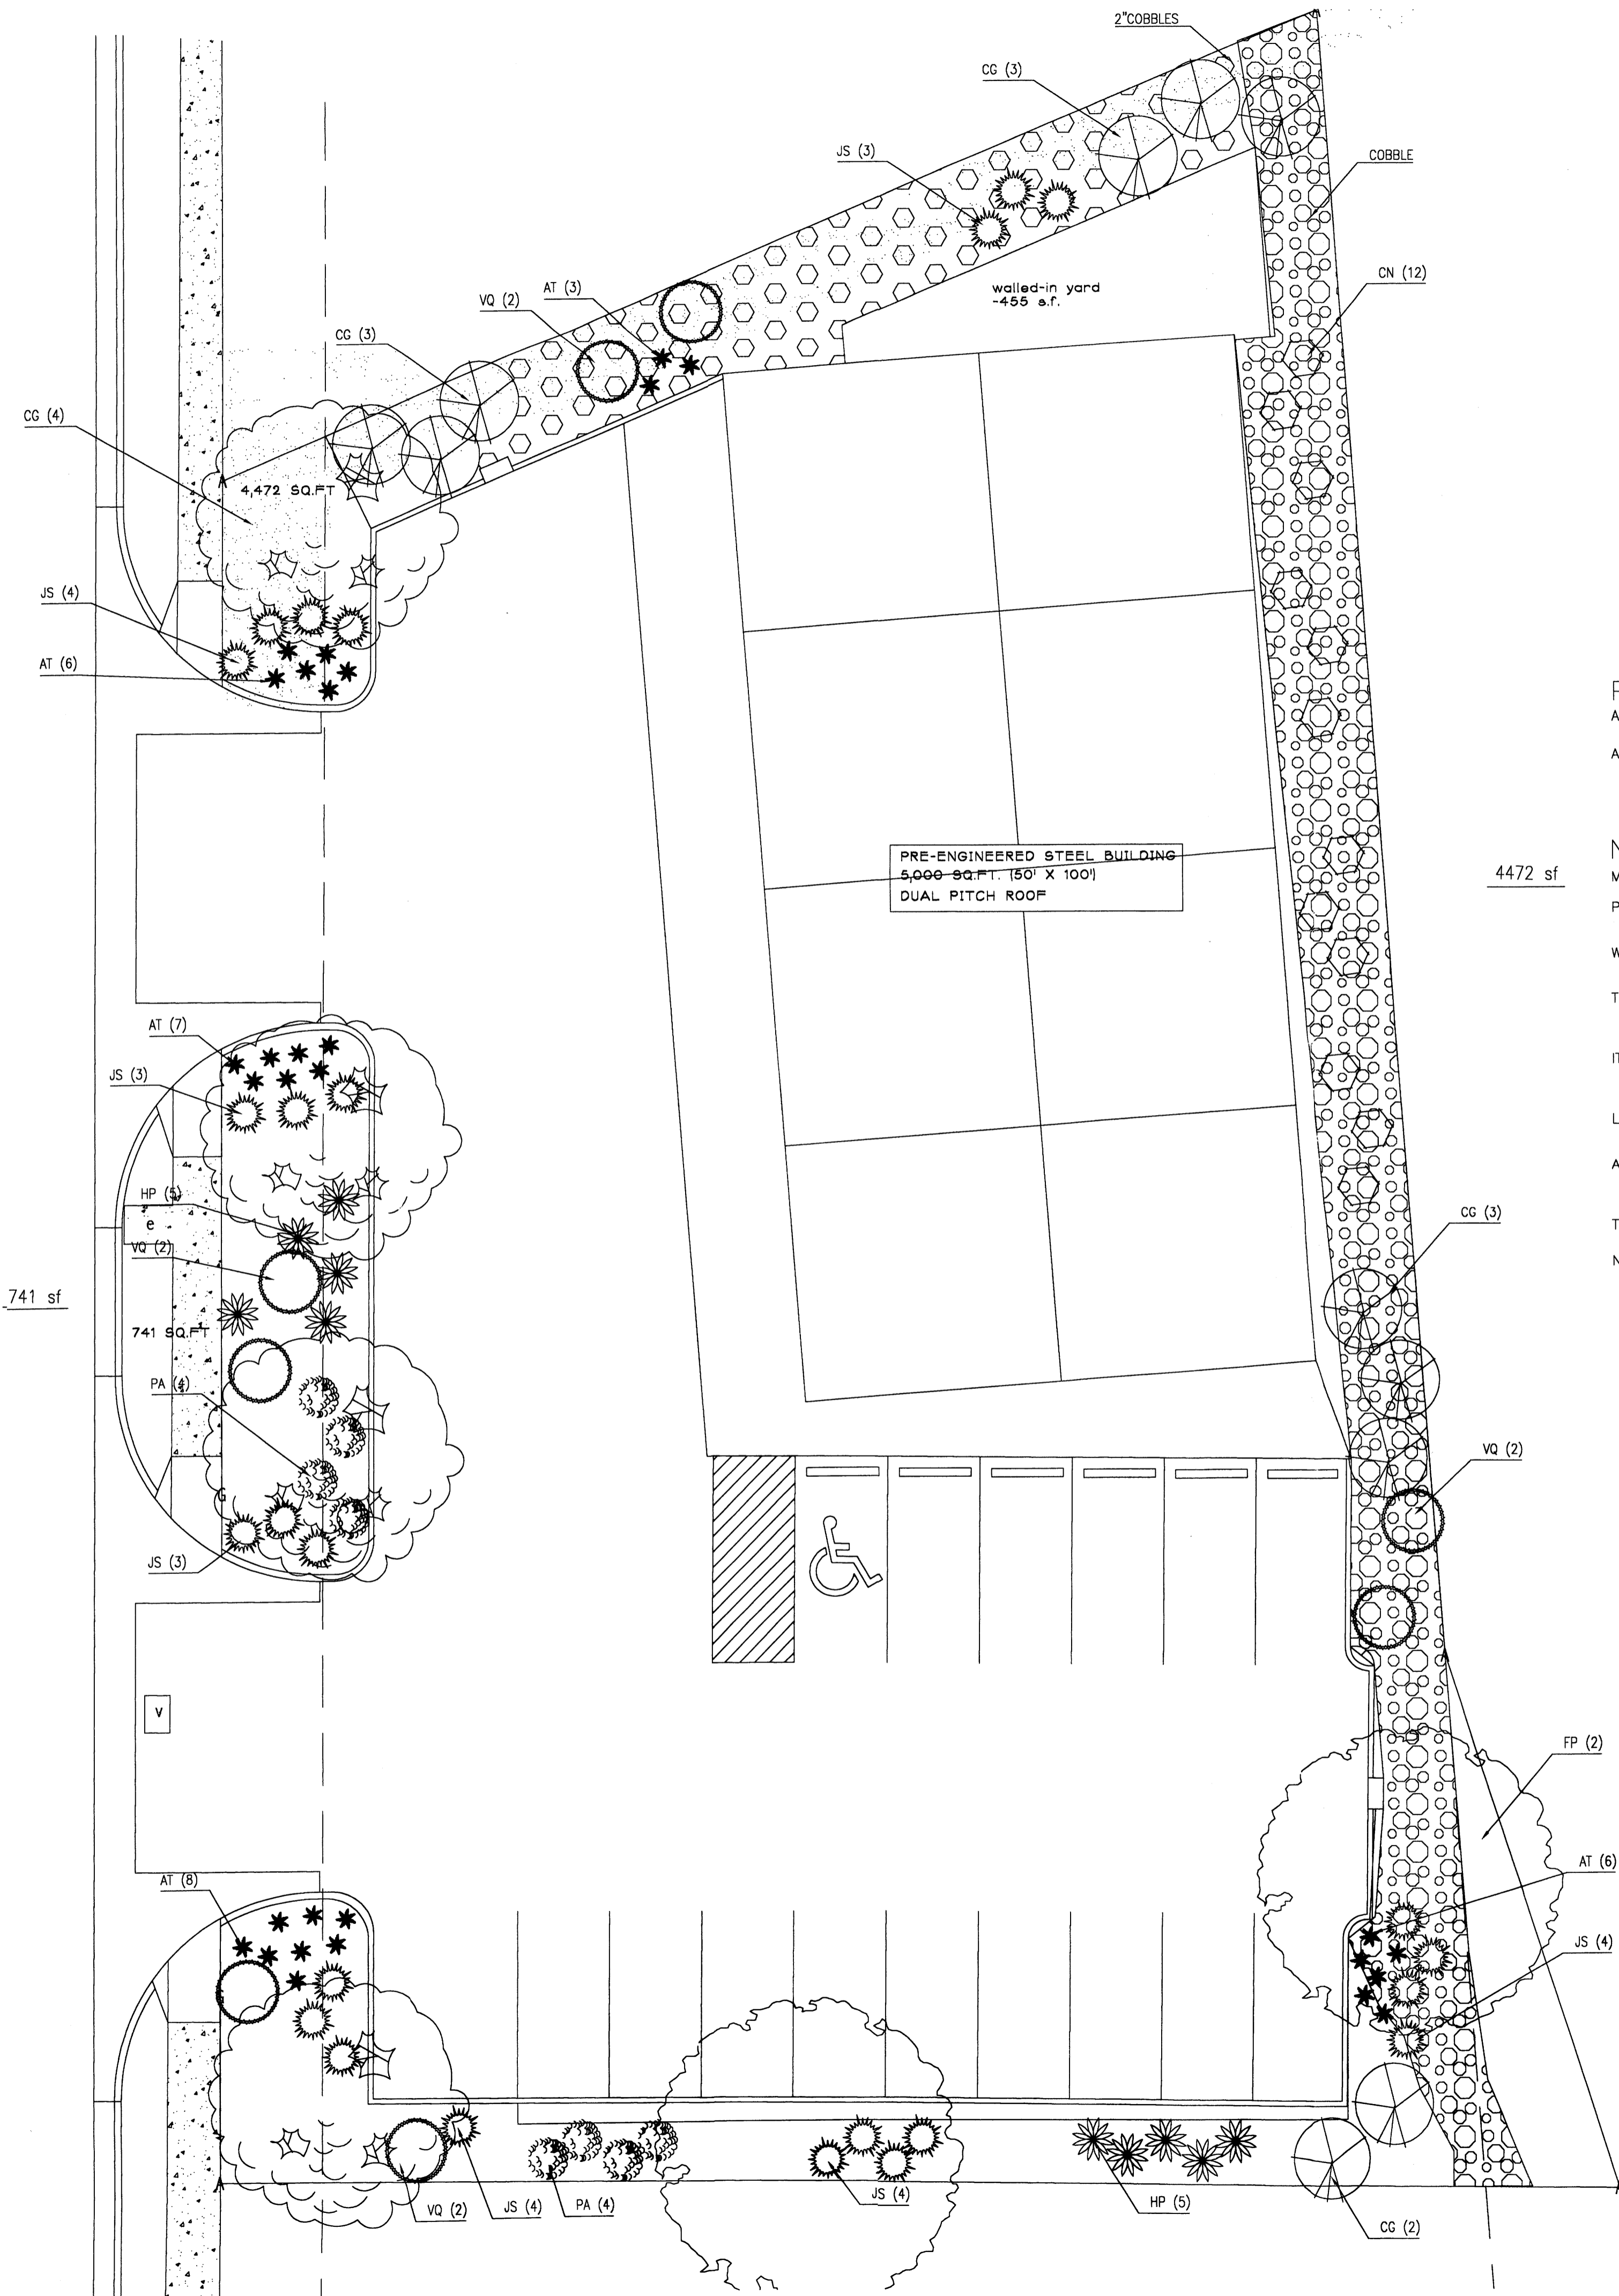 2"COBBLES
CG (3)
JS (3)
COBBLE
CN (12)
walled-in yard
-455 s.f.
AT (3)
VQ (2)
CG (3)
CG (4)
4,472 SQ.FT
JS (4)
AT (6)
PRE-ENGINEERED STEEL BUILDING
5,000 SQ.FT. (50' X 100')
DUAL PITCH ROOF
4472 sf
AT (7)
JS (3)
HP (5)
e
VQ (2)
741 sf
741 SQ.FT
PA (4)
G
JS (3)
CG (3)
VQ (2)
V
FP (2)
AT (6)
JS (4)
AT (8)
VQ (2)
JS (4)
PA (4)
JS (4)
HP (5)
CG (2)
A
A
M
P
W
T
IT
L
A
T
N